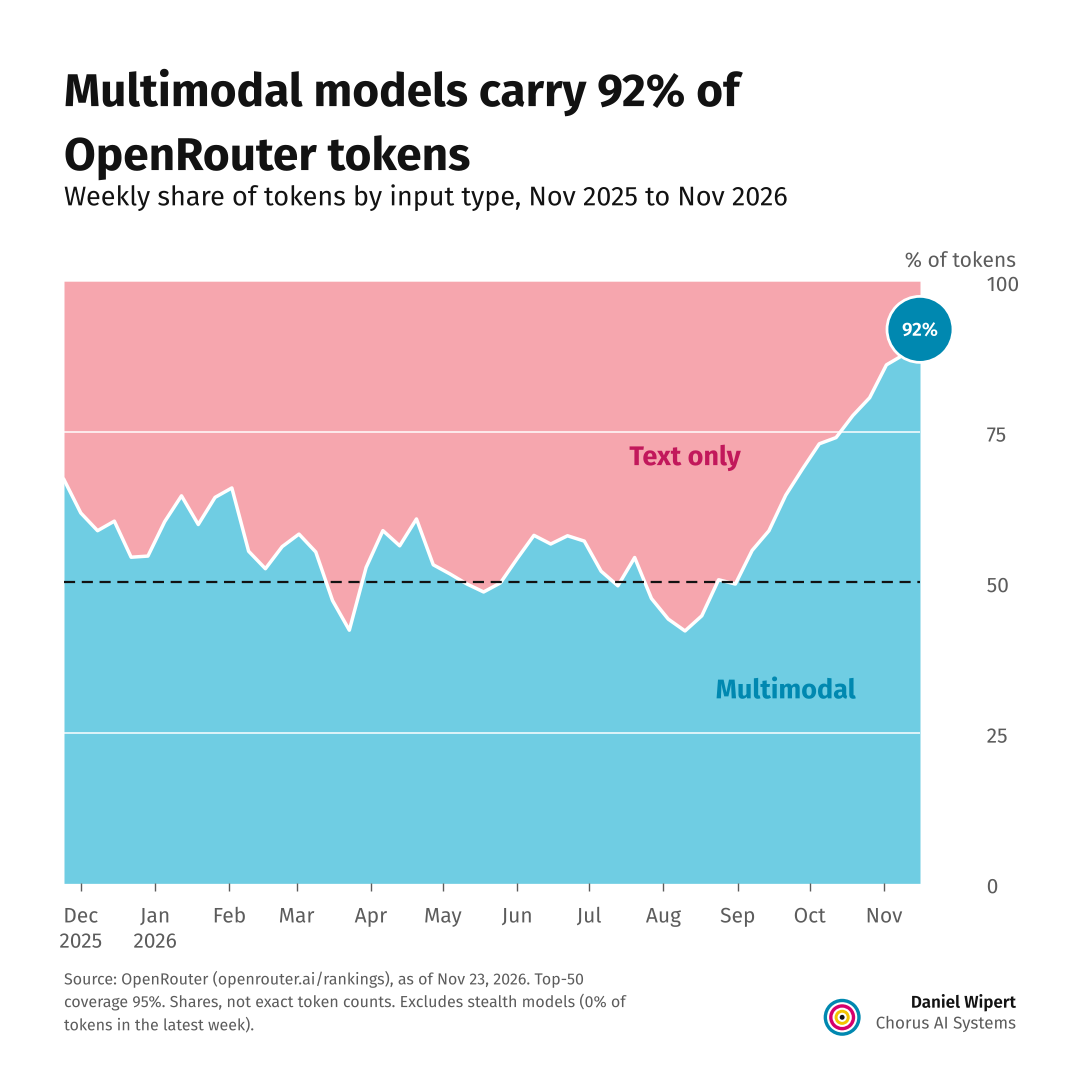 Multimodal models carry 92% of
OpenRouter tokens
Weekly share of tokens by input type, Nov 2025 to Nov 2026
% of tokens
100
92%
75
Text only
50
Multimodal
25
0
Dec Jan Feb Mar Apr May Jun Jul Aug Sep Oct Nov
2025 2026
Source: OpenRouter (openrouter.ai/rankings), as of Nov 23, 2026. Top-50
coverage 95%. Shares, not exact token counts. Excludes stealth models (0% of
tokens in the latest week).
Daniel Wipert
Chorus AI Systems